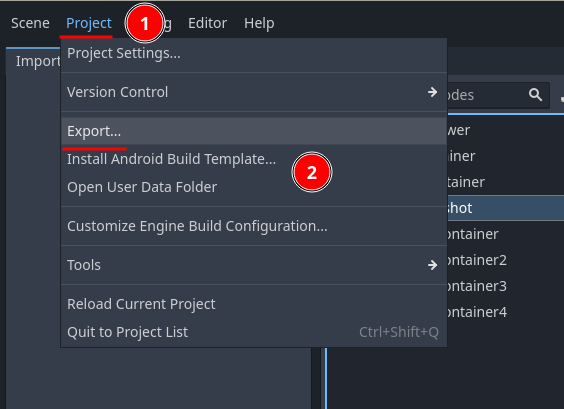 Scene Project 1 g Editor Help
Import
Project Settings...
Version Control
odes
Export...
wer
Install Android Build Template...
iner
2
Open User Data Folder
tainer
shot
Customize Engine Build Configuration...
ontainer
Tools
ontainer2
ontainer3
Reload Current Project
ontainer4
Quit to Project List Ctrl+Shift+Q